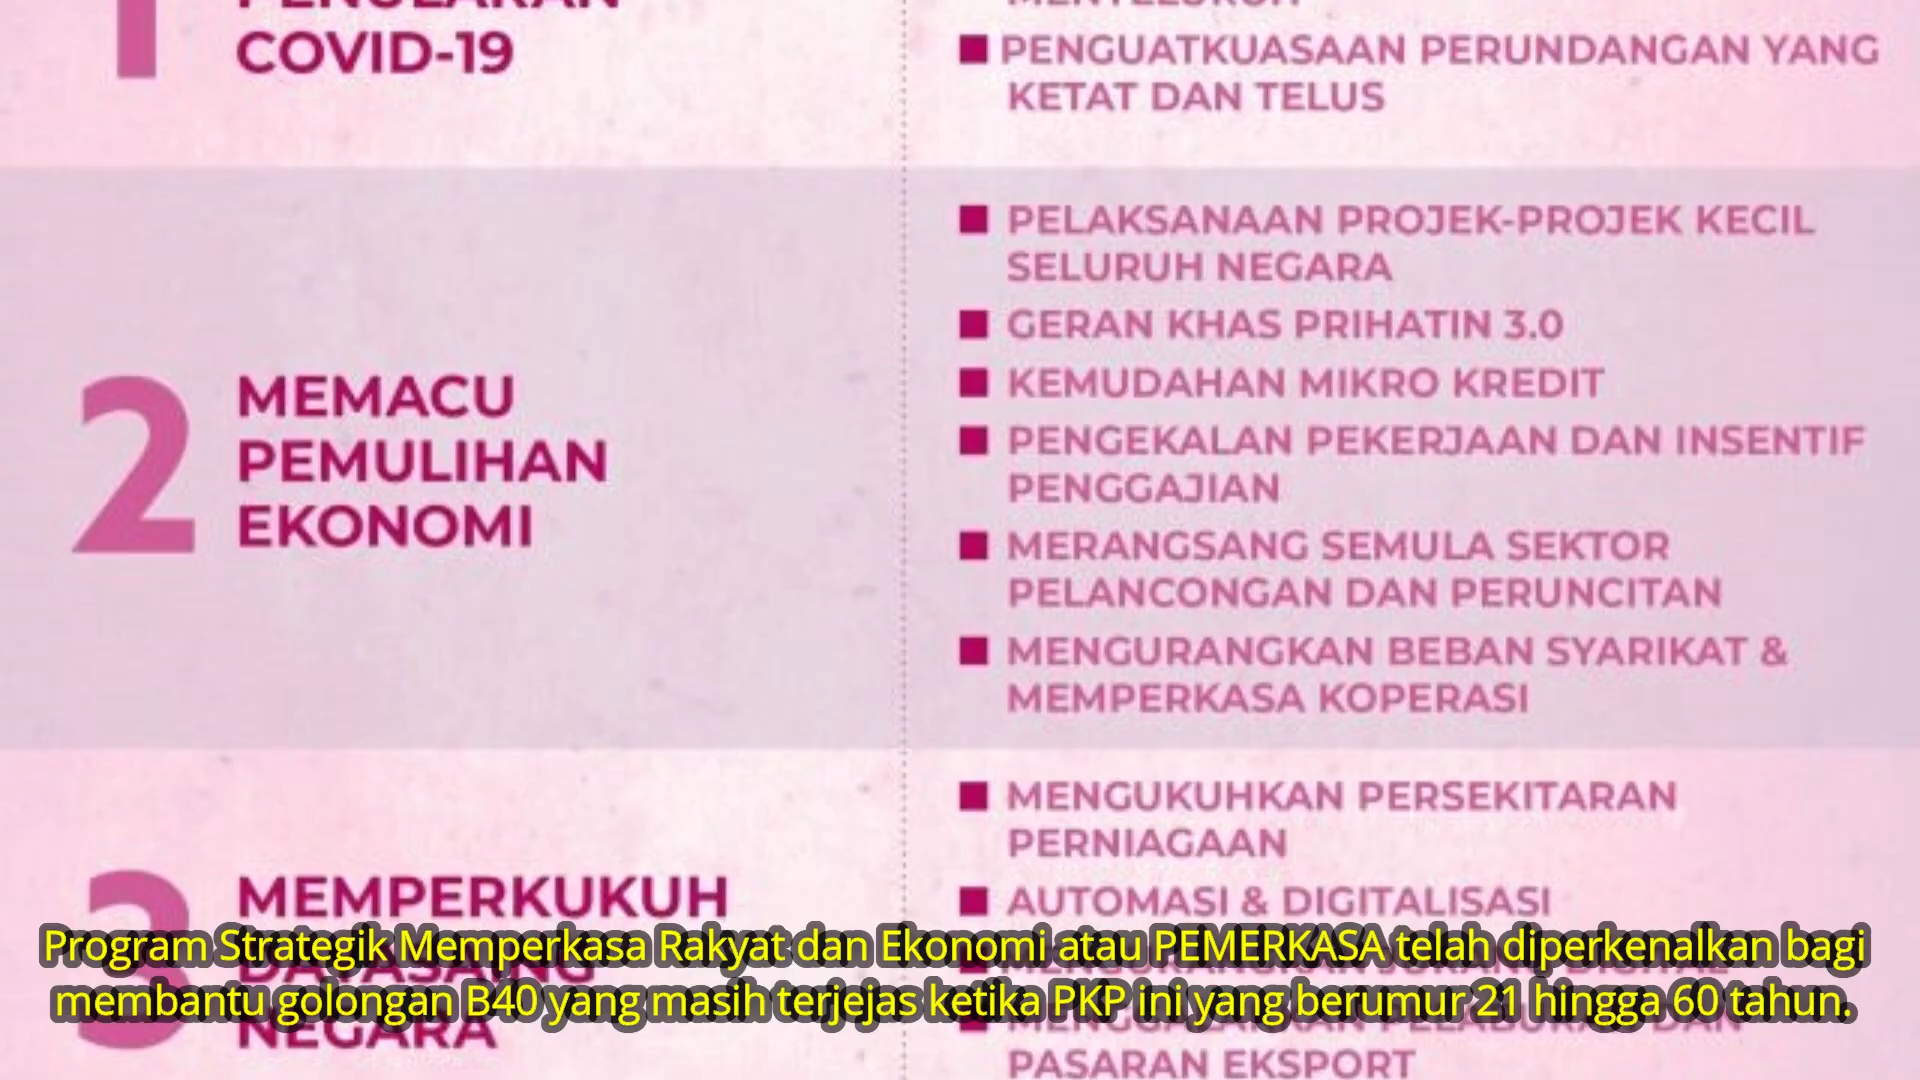 COVID-19
PENGUATKUASAAN PERUNDANGAN YANG
KETAT DAN TELUS
2
MEMACU
PEMULIHAN
EKONOMI
PELAKSANAAN PROJEK-PROJEK KECIL
SELURUH NEGARA
GERAN KHAS PRIHATIN 3.0
KEMUDAHAN MIKRO KREDIT
PENGEKALAN PEKERJAAN DAN INSENTIF
PENGGAJIAN
MERANGSANG SEMULA SEKTOR
PELANCONGAN DAN PERUNCITAN
MENGURANGKAN BEBAN SYARIKAT &
MEMPERKASA KOPERASI
3
MEMPERKUKUH
DAYA SAING
NEGARA
MENGUKUHKAN PERSEKITARAN
PERNIAGAAN
AUTOMASI & DIGITALISASI
PASARAN EKSPORT
Program Strategik Memperkasa Rakyat dan Ekonomi atau PEMERKASA telah diperkenalkan bagi
membantu golongan B40 yang masih terjejas ketika PKP ini yang berumur 21 hingga 60 tahun.